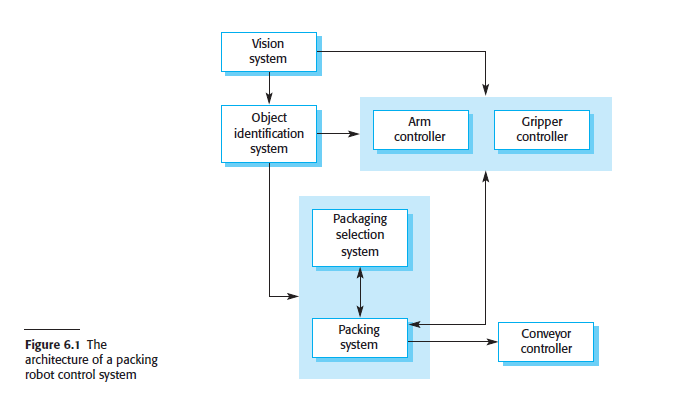 Vision
system
Object
identification
system
Arm
controller
Gripper
controller
Packaging
selection
system
Packing
system
Conveyor
controller
Figure 6.1 The
architecture of a packing
robot control system